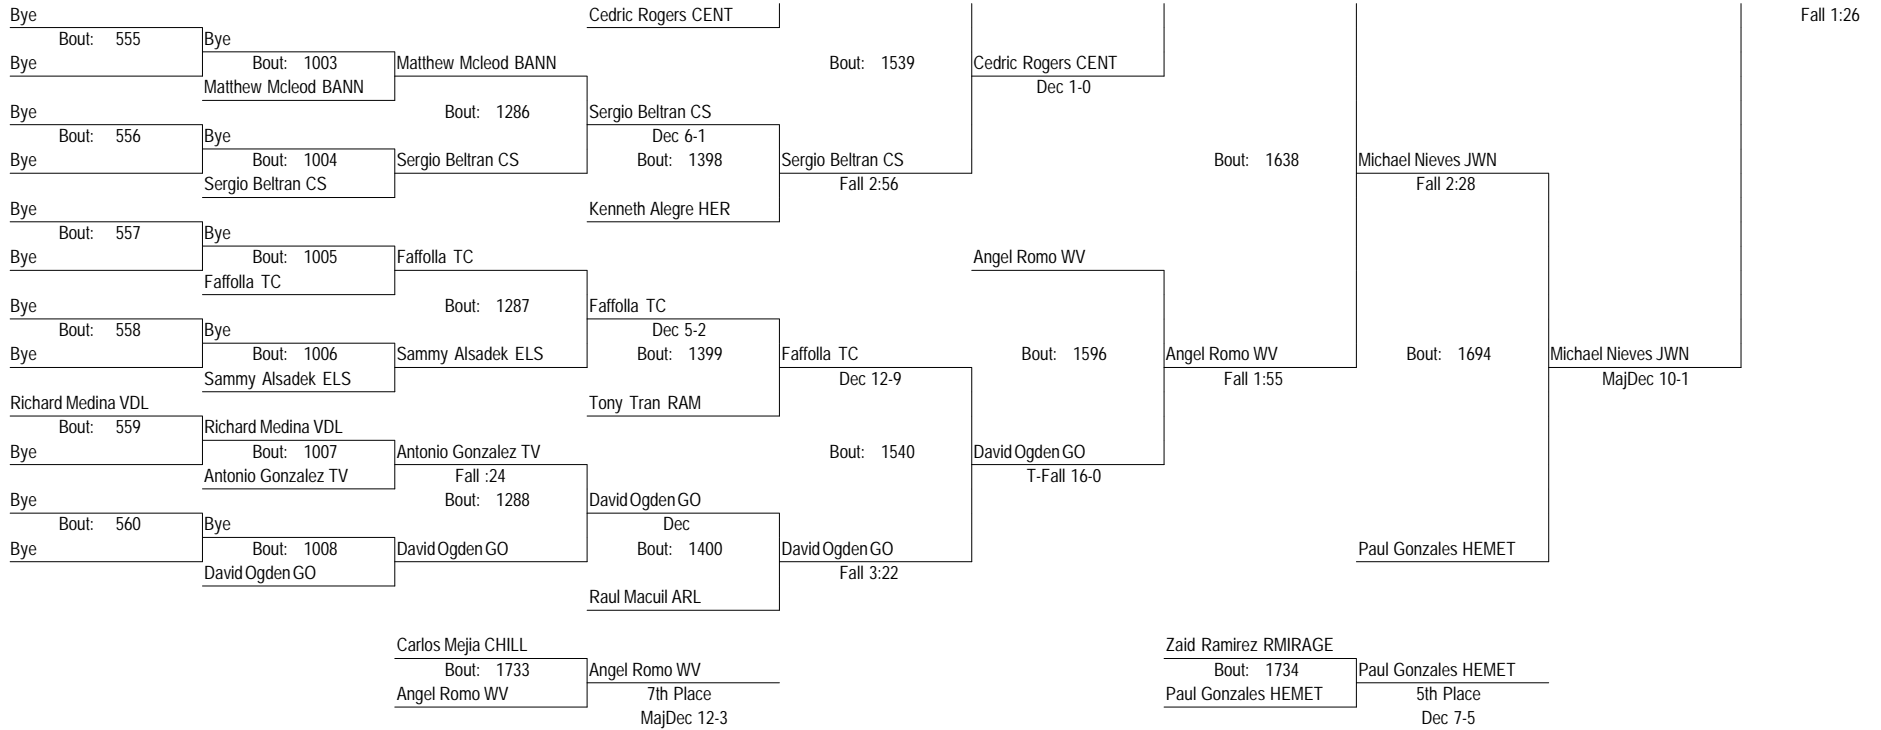 Bye Cedric Rogers CENT Fall 1:26
Bout: 555 Bye
Bye Bout: 1003 Matthew Mcleod BANN Bout: 1539 Cedric Rogers CENT
Matthew Mcleod BANN Dec 1-0
Bye Bout: 1286 Sergio Beltran CS
Bout: 556 Bye Dec 6-1
Bye Bout: 1004 Sergio Beltran CS Bout: 1398 Sergio Beltran CS Bout: 1638 Michael Nieves JWN
Sergio Beltran CS Fall 2:56 Fall 2:28
Bye Kenneth Alegre HER
Bout: 557 Bye
Bye Bout: 1005 Faffolla TC Angel Romo WV
Faffolla TC
Bye Bout: 1287 Faffolla TC
Bout: 558 Bye Dec 5-2
Bye Bout: 1006 Sammy Alsadek ELS Bout: 1399 Faffolla TC Bout: 1596 Angel Romo WV Bout: 1694 Michael Nieves JWN
Sammy Alsadek ELS Dec 12-9 Fall 1:55 MajDec 10-1
Richard Medina VDL Tony Tran RAM
Bout: 559 Richard Medina VDL
Bye Bout: 1007 Antonio Gonzalez TV Bout: 1540 David Ogden GO
Antonio Gonzalez TV Fall :24 T-Fall 16-0
Bye Bout: 1288 David Ogden GO
Bout: 560 Bye Dec
Bye Bout: 1008 David Ogden GO Bout: 1400 David Ogden GO Paul Gonzales HEMET
David Ogden GO Fall 3:22
Raul Macuil ARL
Carlos Mejia CHILL Zaid Ramirez RMIRAGE
Bout: 1733 Angel Romo WV Bout: 1734 Paul Gonzales HEMET
Angel Romo WV 7th Place Paul Gonzales HEMET 5th Place
MajDec 12-3 Dec 7-5